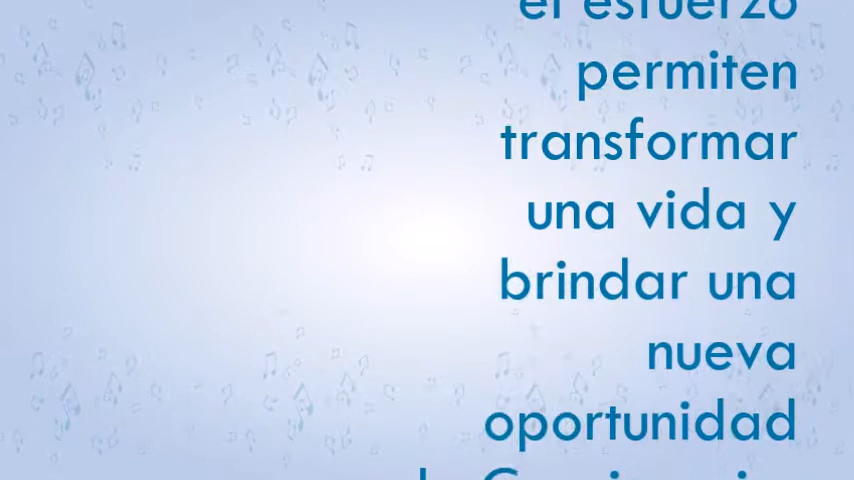 el esfuerzo
permiten
transformar
una vida y
brindar una
nueva
oportunidad